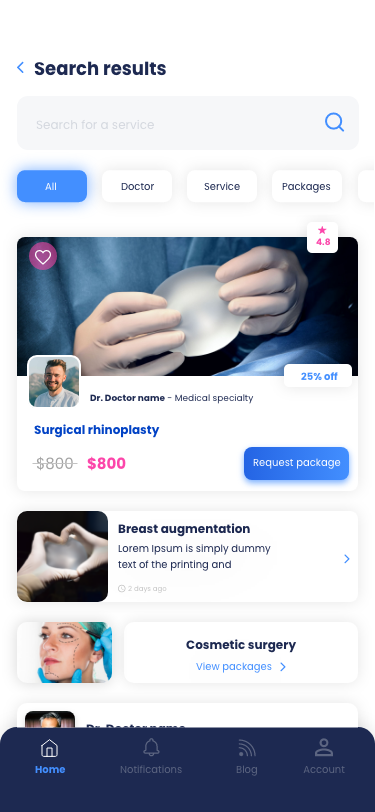 Search results
Search for a service
All
Doctor
Service
Packages
4.8
25% off
Dr. Doctor name - Medical specialty
Surgical rhinoplasty
$800 $800
Request package
Breast augmentation
Lorem Ipsum is simply dummy
text of the printing and
2 days ago
Cosmetic surgery
View packages
Dr. Doctor name
Home
Notifications
Blog
Account